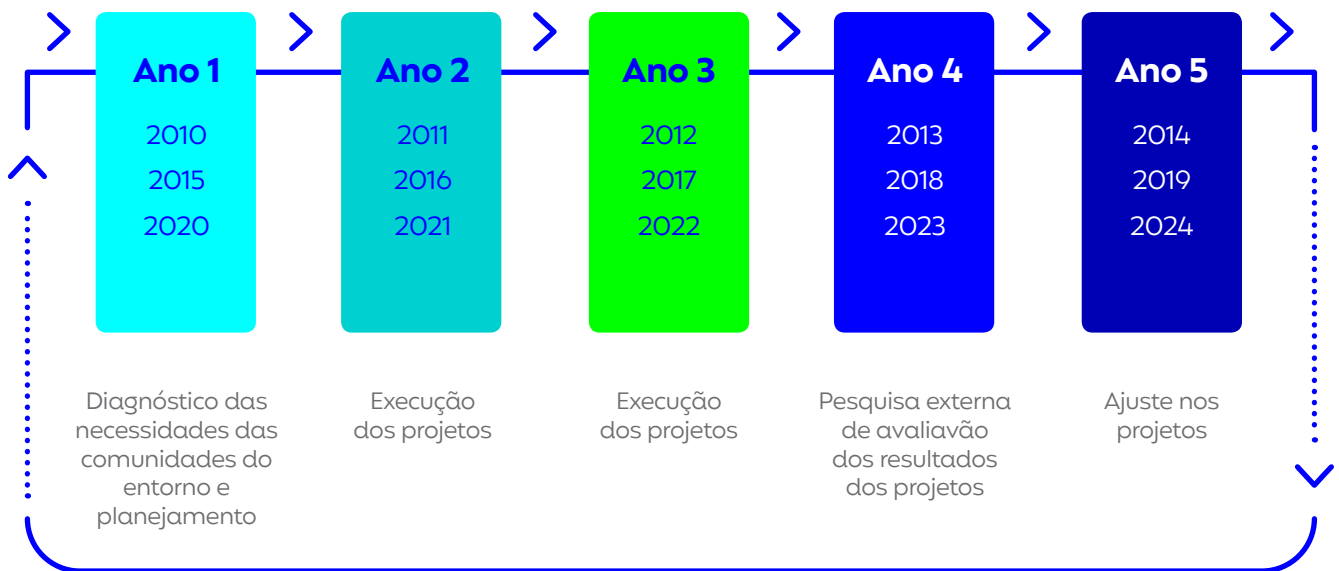 Ano 1
2010
2015
2020
Diagnóstico das
necessidades das
comunidades do
entorno e
planejamento
Ano 2
2011
2016
2021
Execução
dos projetos
Ano 3
2012
2017
2022
Execução
dos projetos
Ano 4
2013
2018
2023
Pesquisa externa
de avaliavão
dos resultados
dos projetos
Ano 5
2014
2019
2024
Ajuste nos
projetos